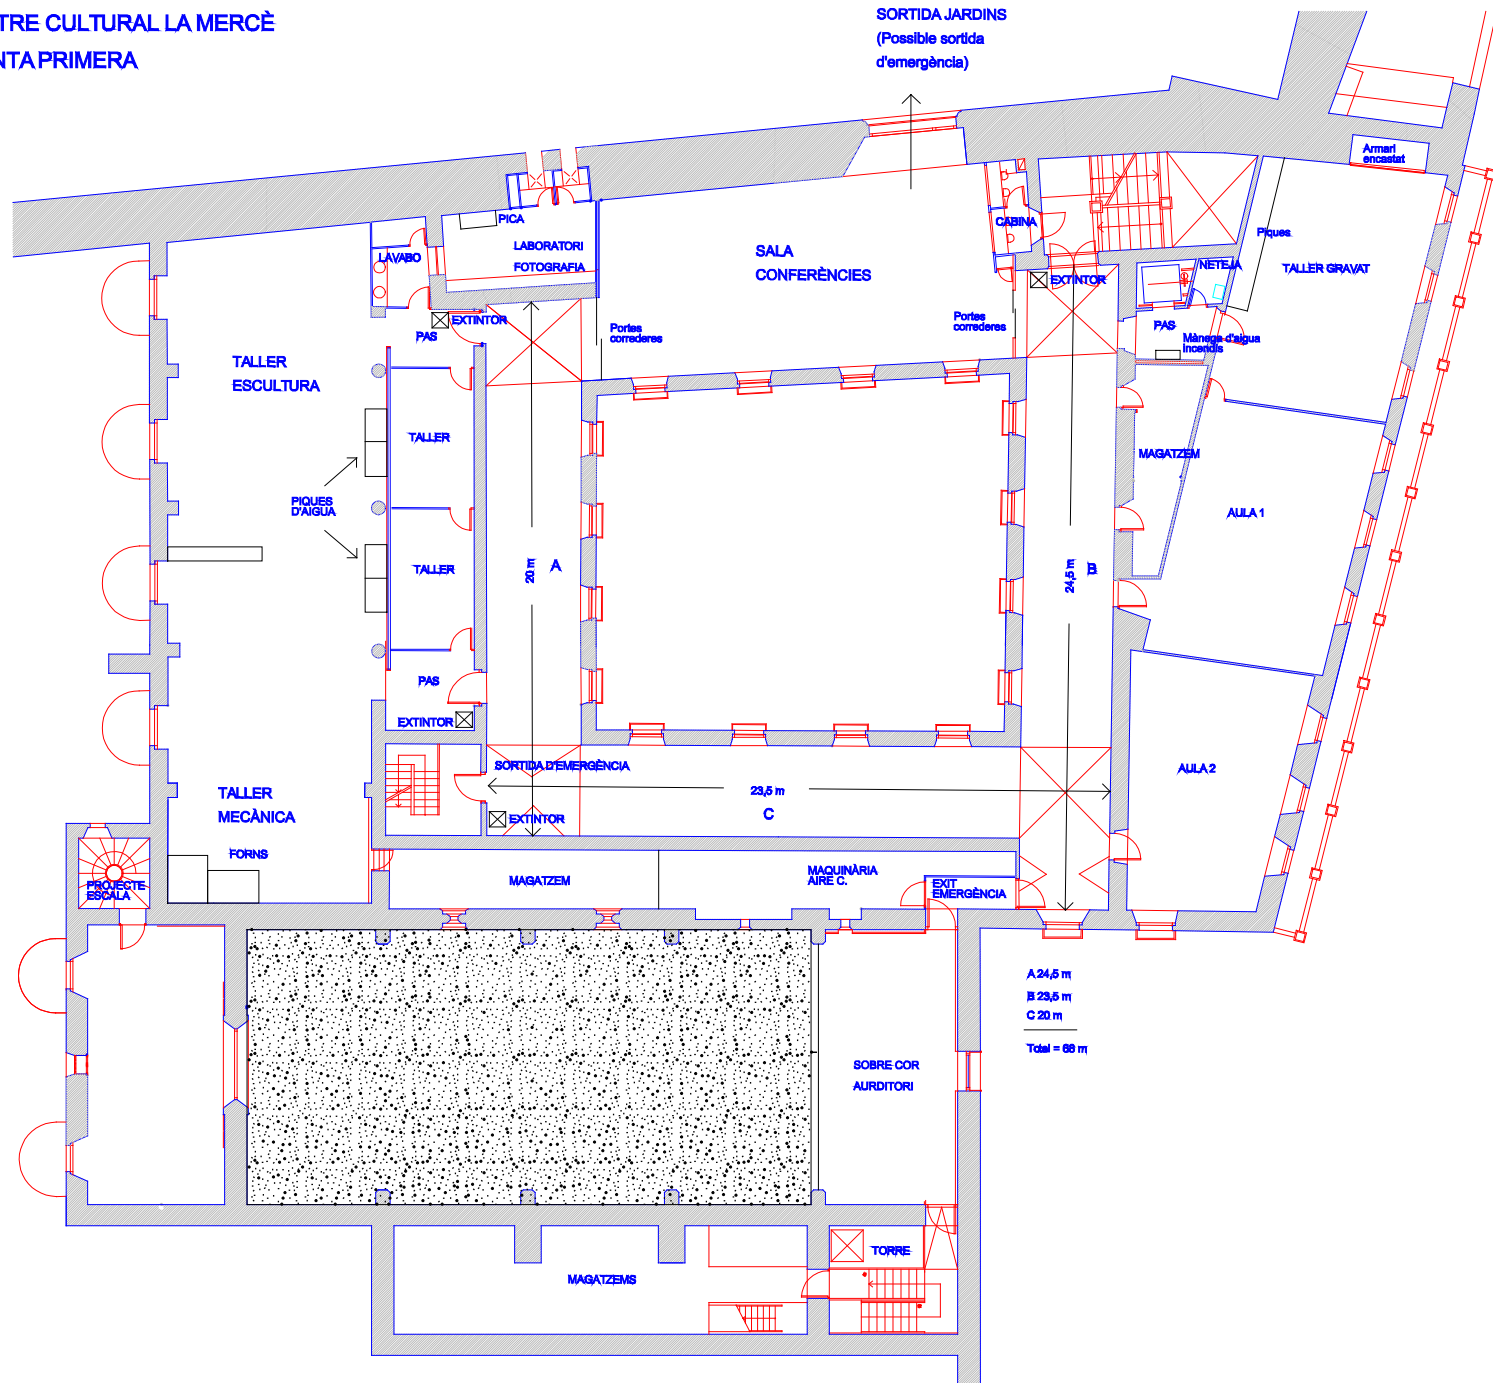 TRE CULTURAL LA MERCÈ
NTA PRIMERA
SORTIDA JARDINS
(Possible sortida
d'emergència)
Armari
encastat
PICA
LABORATORI
FOTOGRAFIA
LAVABO
CABINA
SALA
CONFERÈNCIES
Piques
TALLER GRAVAT
NETEJA
EXTINTOR
EXTINTOR
PAS
Portes
correderes
Portes
correderes
PAS
Mànega d'aigua
incendis
TALLER
ESCULTURA
TALLER
MAGATZEM
PIQUES
D'AIGUA
AULA 1
TALLER
20 m
A
24,5 m
B
PAS
EXTINTOR
SORTIDA D'EMERGÈNCIA
AULA 2
23,5 m
C
TALLER
MECÀNICA
EXTINTOR
FORNS
PROJECTE
ESCALA
MAGATZEM
MAQUINÀRIA
AIRE C.
EXIT
EMERGÈNCIA
A 24,5 m
B 23,5 m
C 20 m
Total = 68 m
SOBRE COR
AURDITORI
TORRE
MAGATZEMS